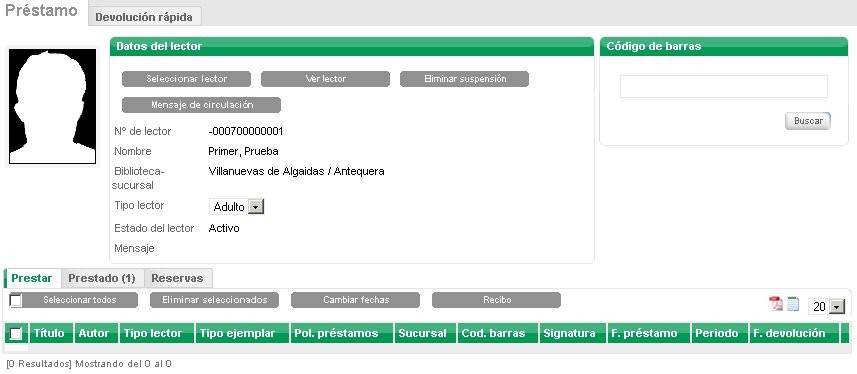 Préstamo
Devolución rápida
Datos del lector
Seleccionar lector
Ver lector
Eliminar suspensión
Mensaje de circulación
Nº de lector -000700000001
Nombre Primer, Prueba
Biblioteca-
sucursal
Villanuevas de Algaidas / Antequera
Tipo lector Adulto
Estado del lector Activo
Mensaje
Código de barras
Buscar
Prestar Prestado (1) Reservas
Seleccionar todos Eliminar seleccionados Cambiar fechas Recibo 20
Título Autor Tipo lector Tipo ejemplar Pol. préstamos Sucursal Cod. barras Signatura F. préstamo Periodo F. devolución
[0 Resultados] Mostrando del 0 al 0